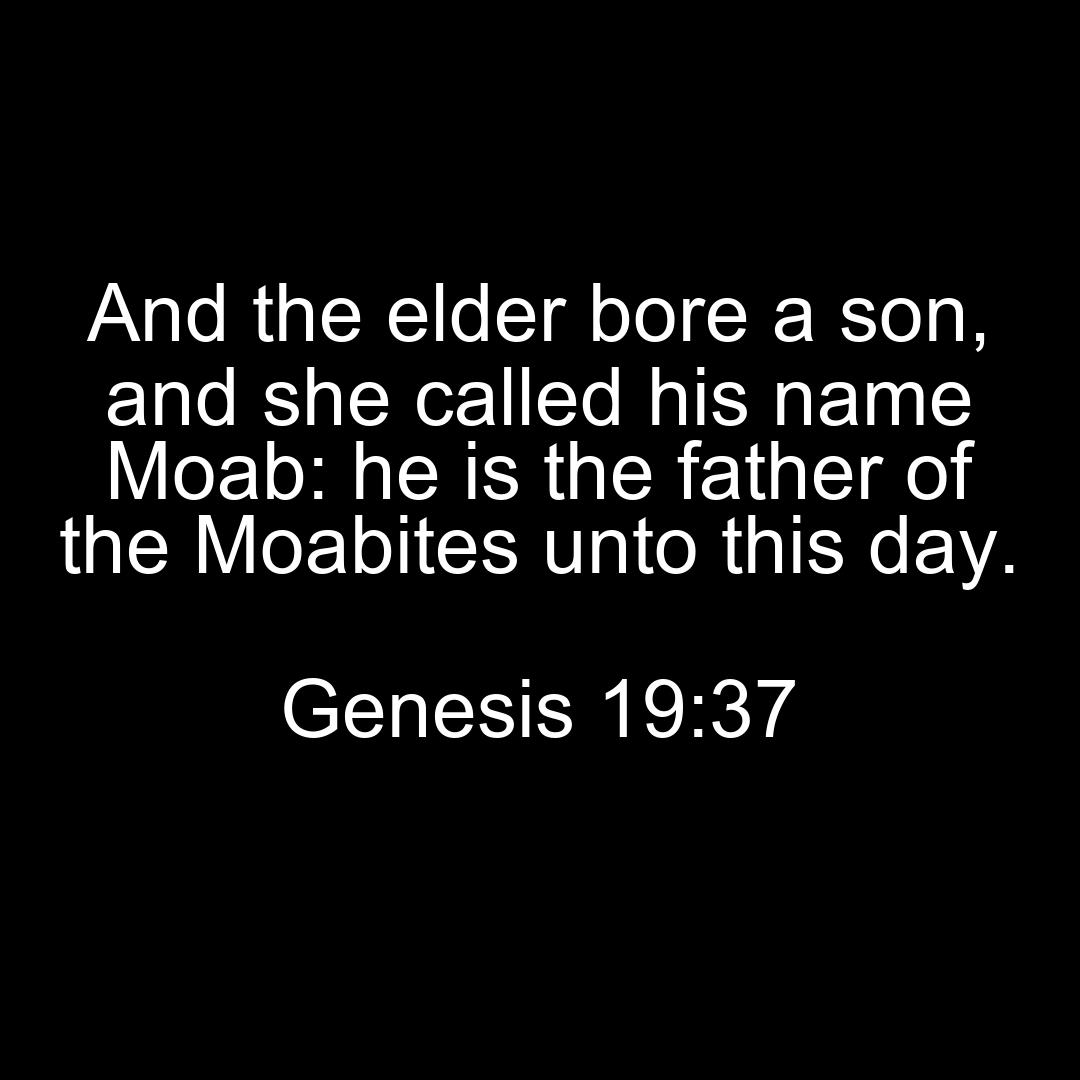 And the elder bore a son,
and she called his name
Moab: he is the father of
the Moabites unto this day.
Genesis 19:37